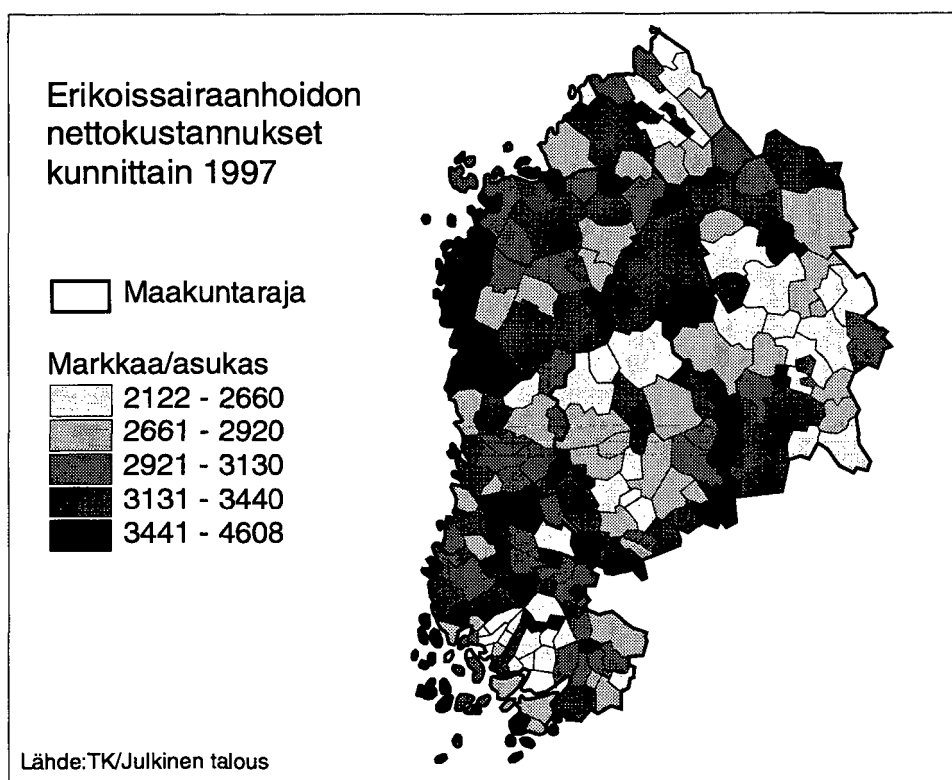 Erikoissairaanhoidon
nettokustannukset
kunnittain 1997
Maakuntaraja
Markkaa/asukas
2122 - 2660
2661 - 2920
2921 - 3130
3131 - 3440
3441 - 4608
Lähde:TK/Julkinen talous